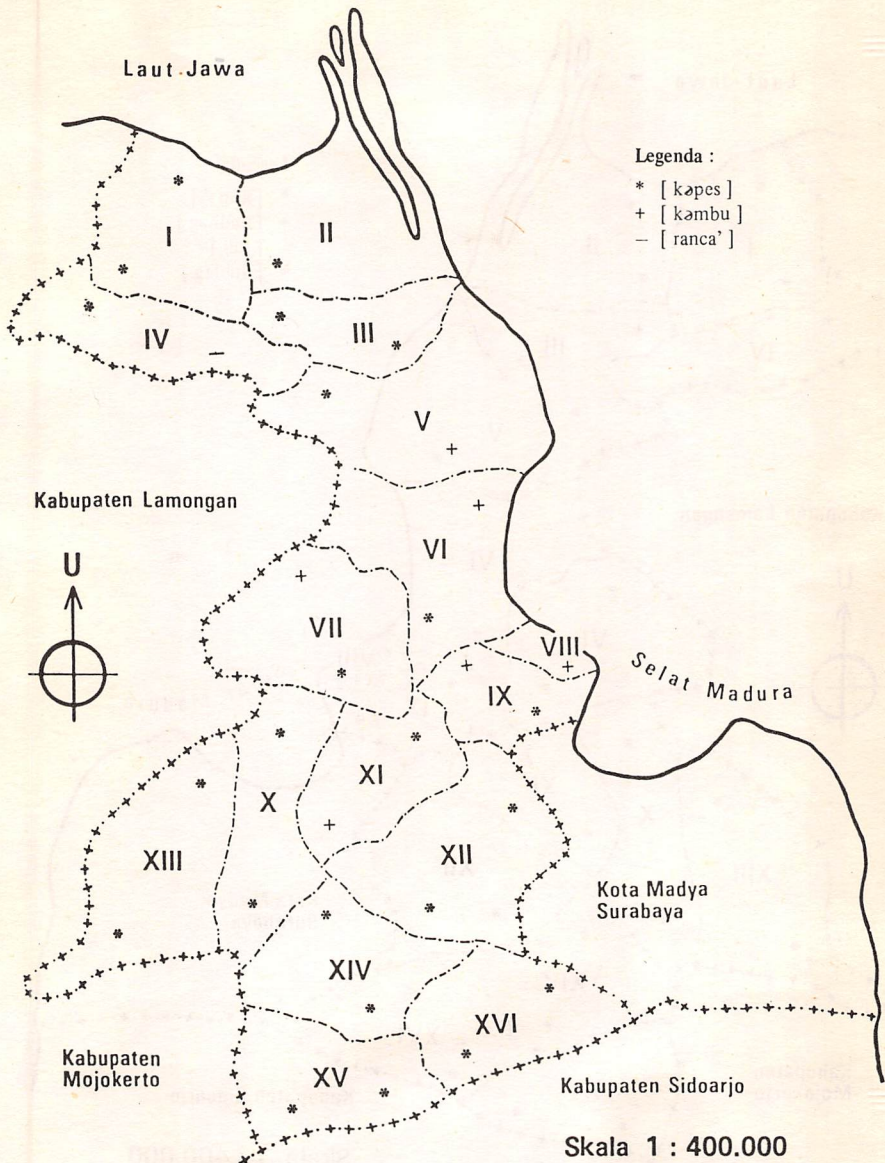 Laut Jawa
Legenda :
* [ kəpes ]
+ [ kəmbu ]
– [ ranca' ]
I
II
III
IV
V
Kabupaten Lamongan
U
VI
VII
VIII
Selat Madura
IX
X
XI
XII
XIII
Kota Madya
Surabaya
XIV
XVI
Kabupaten
Mojokerto
XV
Kabupaten Sidoarjo
Skala 1 : 400.000